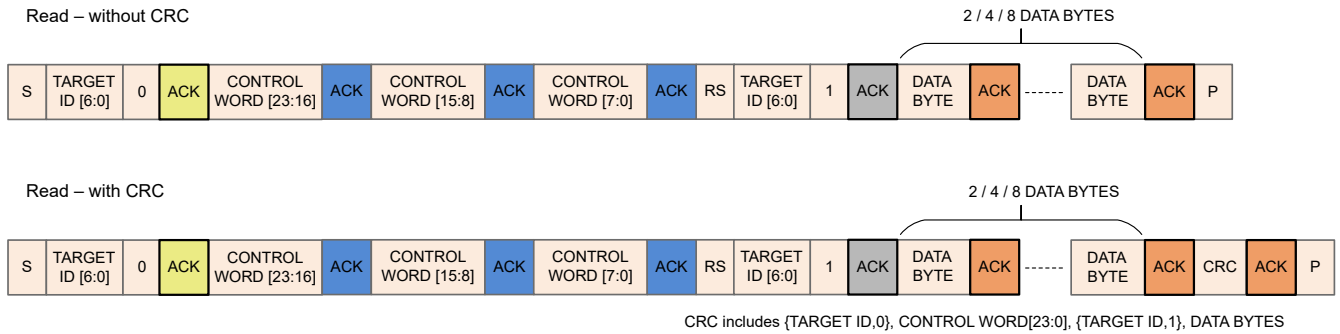 Read – without CRC
2 / 4 / 8 DATA BYTES
S TARGET ID [6:0] 0 ACK CONTROL WORD [23:16] ACK CONTROL WORD [15:8] ACK CONTROL WORD [7:0] ACK RS TARGET ID [6:0] 1 ACK DATA BYTE ACK DATA BYTE ACK P
Read – with CRC
2 / 4 / 8 DATA BYTES
S TARGET ID [6:0] 0 ACK CONTROL WORD [23:16] ACK CONTROL WORD [15:8] ACK CONTROL WORD [7:0] ACK RS TARGET ID [6:0] 1 ACK DATA BYTE ACK DATA BYTE ACK CRC ACK P
CRC includes {TARGET ID,0}, CONTROL WORD[23:0], {TARGET ID,1}, DATA BYTES